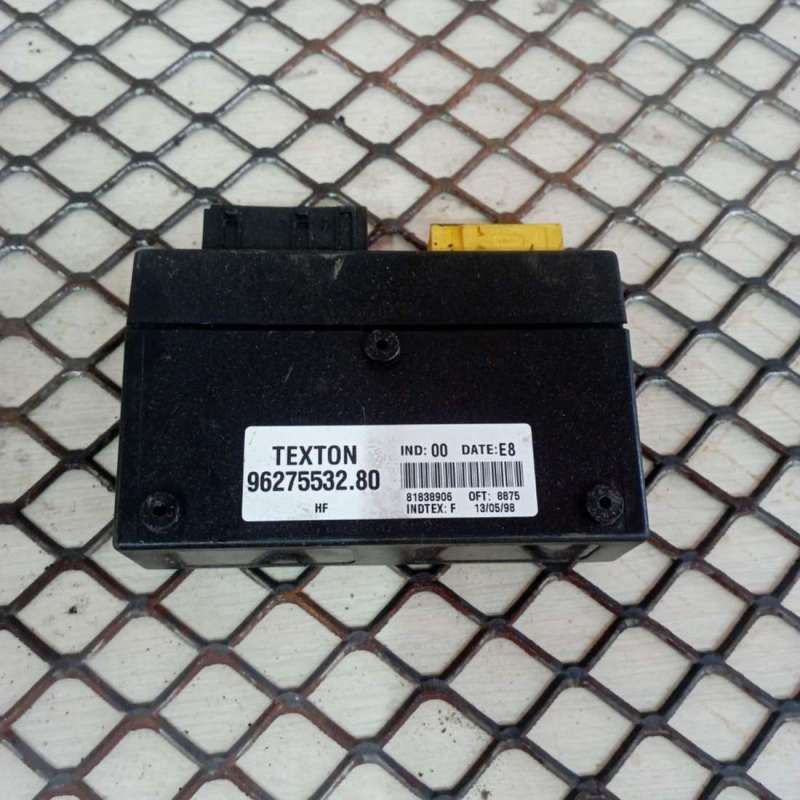 TEXTON
96275532.80
HF
IND: 00 DATE: E8
81838906 OFT: 8875
INDTEX: F 13/05/98